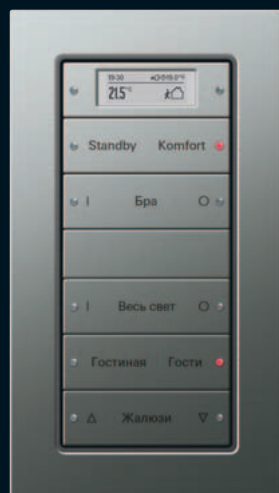 21.5°C
Standby Komfort
I Бра O
I Весь свет O
Гостиная Гости
△ Жалюзи ▽